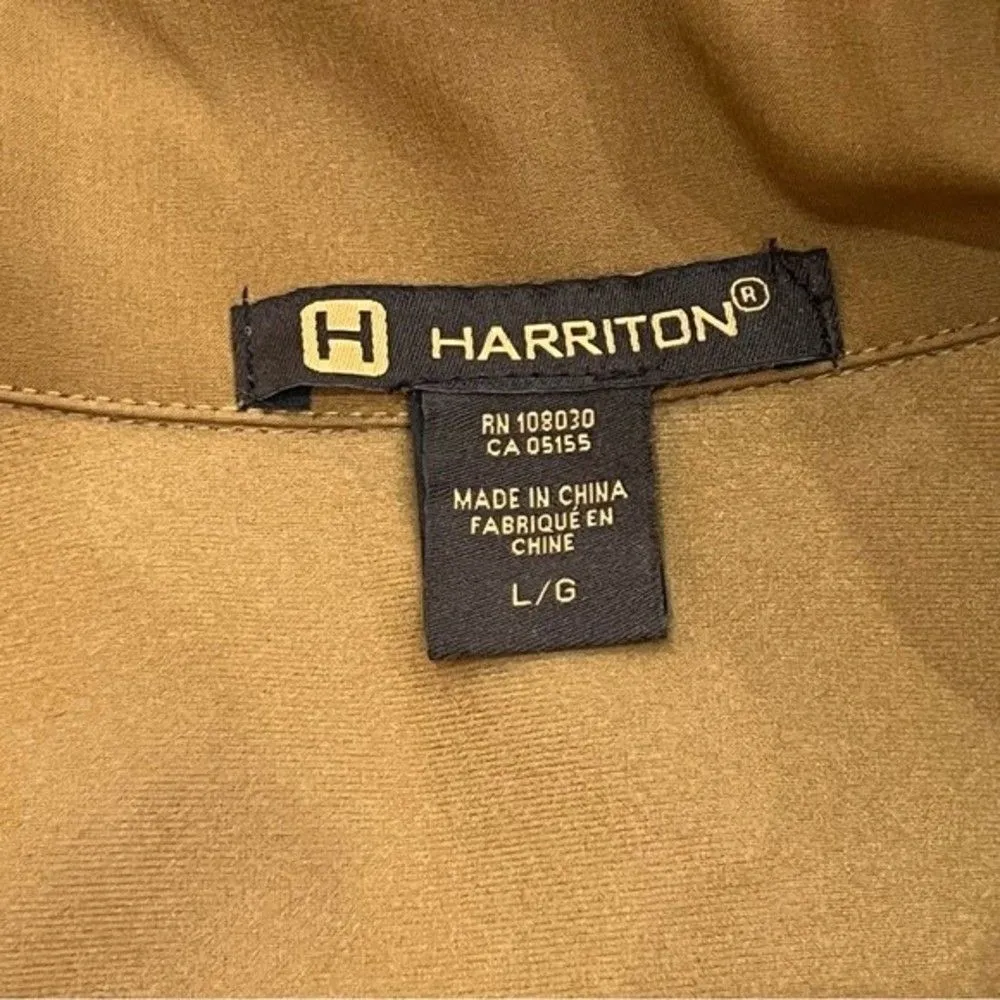 H HARRITON®
RN 108030
CA 05155
MADE IN CHINA
FABRIQUÉ EN
CHINE
L/G